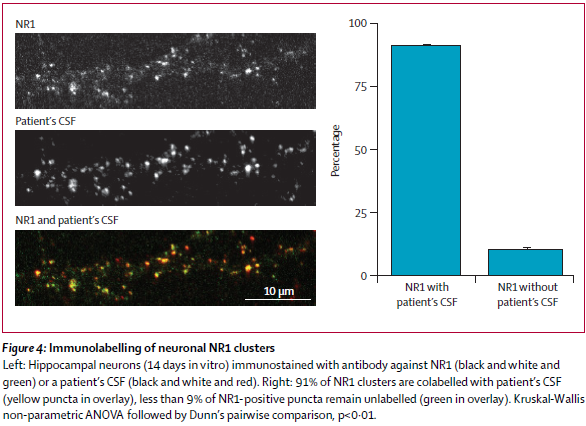 NR1
Patient's CSF
NR1 and patient's CSF
10 µm
Percentage
100
75
50
25
0
NR1 with
patient's CSF
NR1 without
patient's CSF
Figure 4: Immunolabelling of neuronal NR1 clusters
Left: Hippocampal neurons (14 days in vitro) immunostained with antibody against NR1 (black and white and
green) or a patient's CSF (black and white and red). Right: 91% of NR1 clusters are colabelled with patient's CSF
(yellow puncta in overlay), less than 9% of NR1-positive puncta remain unlabelled (green in overlay). Kruskal-Wallis
non-parametric ANOVA followed by Dunn's pairwise comparison, p<0·01.